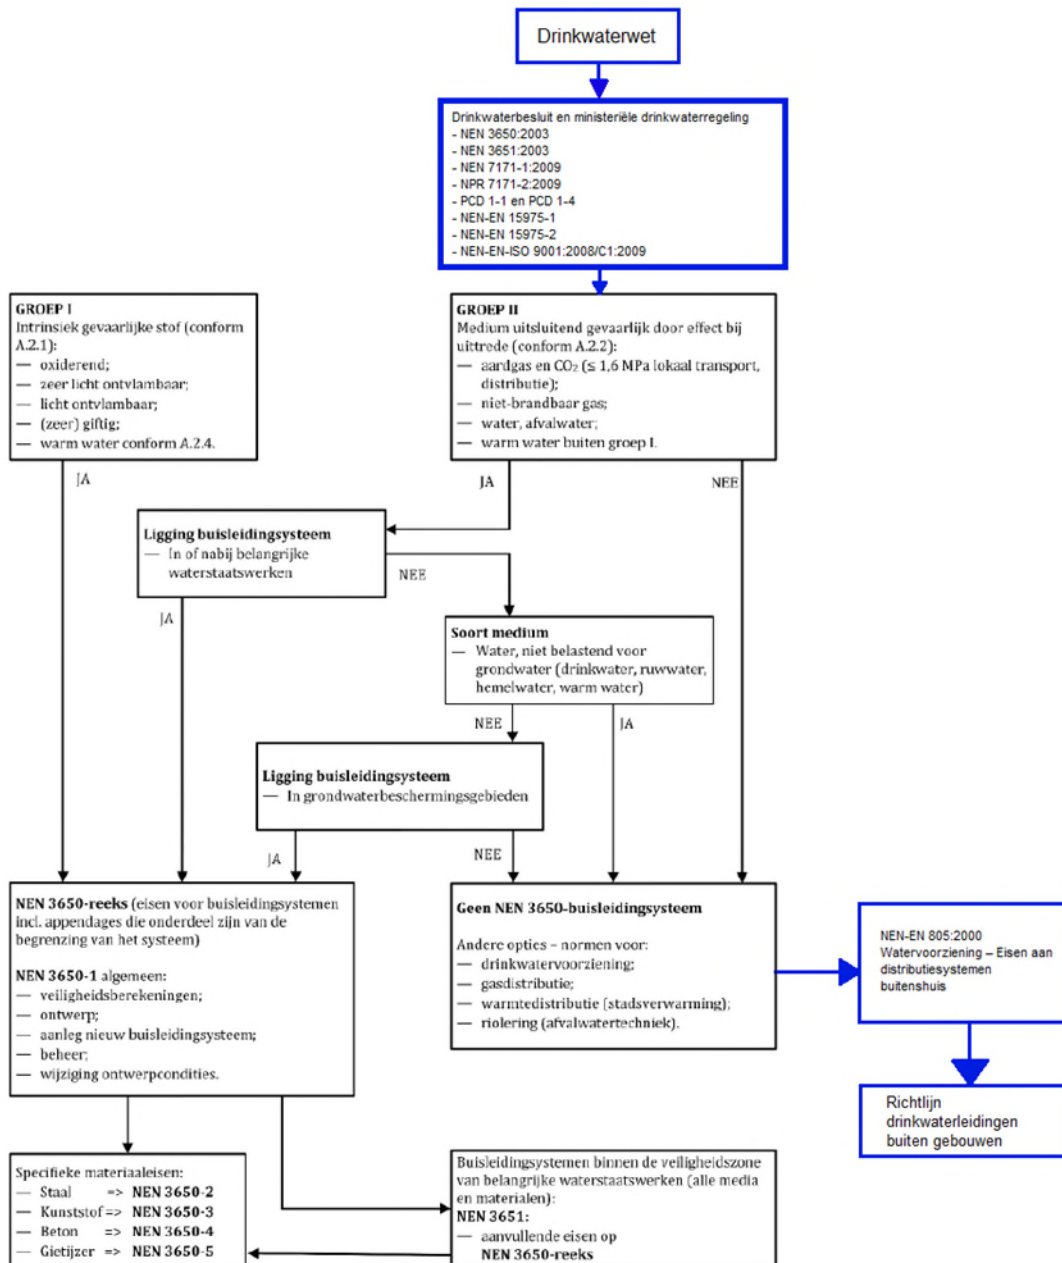 Drinkwaterwet
Drinkwaterbesluit en ministeriële drinkwaterregeling
- NEN 3650:2003
- NEN 3651:2003
- NEN 7171-1:2009
- NPR 7171-2:2009
- PCD 1-1 en PCD 1-4
- NEN-EN 15975-1
- NEN-EN 15975-2
- NEN-EN-ISO 9001:2008/C1:2009
GROEP I
Intrinsiek gevaarlijke stof (conform
A.2.1):
— oxiderend;
— zeer licht ontvlambaar;
— licht ontvlambaar;
— (zeer) giftig;
— warm water conform A.2.4.
GROEP II
Medium uitsluitend gevaarlijk door effect bij
uittrede (conform A.2.2):
— aardgas en CO₂ (≤ 1,6 MPa lokaal transport,
distributie);
— niet-brandbaar gas;
— water, afvalwater;
— warm water buiten groep I.
JA
JA
NEE
Ligging buisleidingsysteem
— In of nabij belangrijke
waterstaatswerken
NEE
JA
Soort medium
— Water, niet belastend voor
grondwater (drinkwater, ruwwater,
hemelwater, warm water)
NEE
JA
Ligging buisleidingsysteem
— In grondwaterbeschermingsgebieden
JA
NEE
NEN 3650-reeks (eisen voor buisleidingsystemen
incl. appendages die onderdeel zijn van de
begrenzing van het systeem)
NEN 3650-1 algemeen:
— veiligheidsberekeningen;
— ontwerp;
— aanleg nieuw buisleidingsysteem;
— beheer;
— wijziging ontwerpcondities.
Geen NEN 3650-buisleidingsysteem
Andere opties – normen voor:
— drinkwatervoorziening;
— gasdistributie;
— warmtedistributie (stadsverwarming);
— riolering (afvalwatertechniek).
NEN-EN 805:2000
Watervoorziening – Eisen aan
distributiesystemen
buitenshuis
Richtlijn
drinkwaterleidingen
buiten gebouwen
Specifieke materiaaleisen:
— Staal => NEN 3650-2
— Kunststof => NEN 3650-3
— Beton => NEN 3650-4
— Gietijzer => NEN 3650-5
Buisleidingsystemen binnen de veiligheidszone
van belangrijke waterstaatswerken (alle media
en materialen):
NEN 3651:
— aanvullende eisen op
NEN 3650-reeks